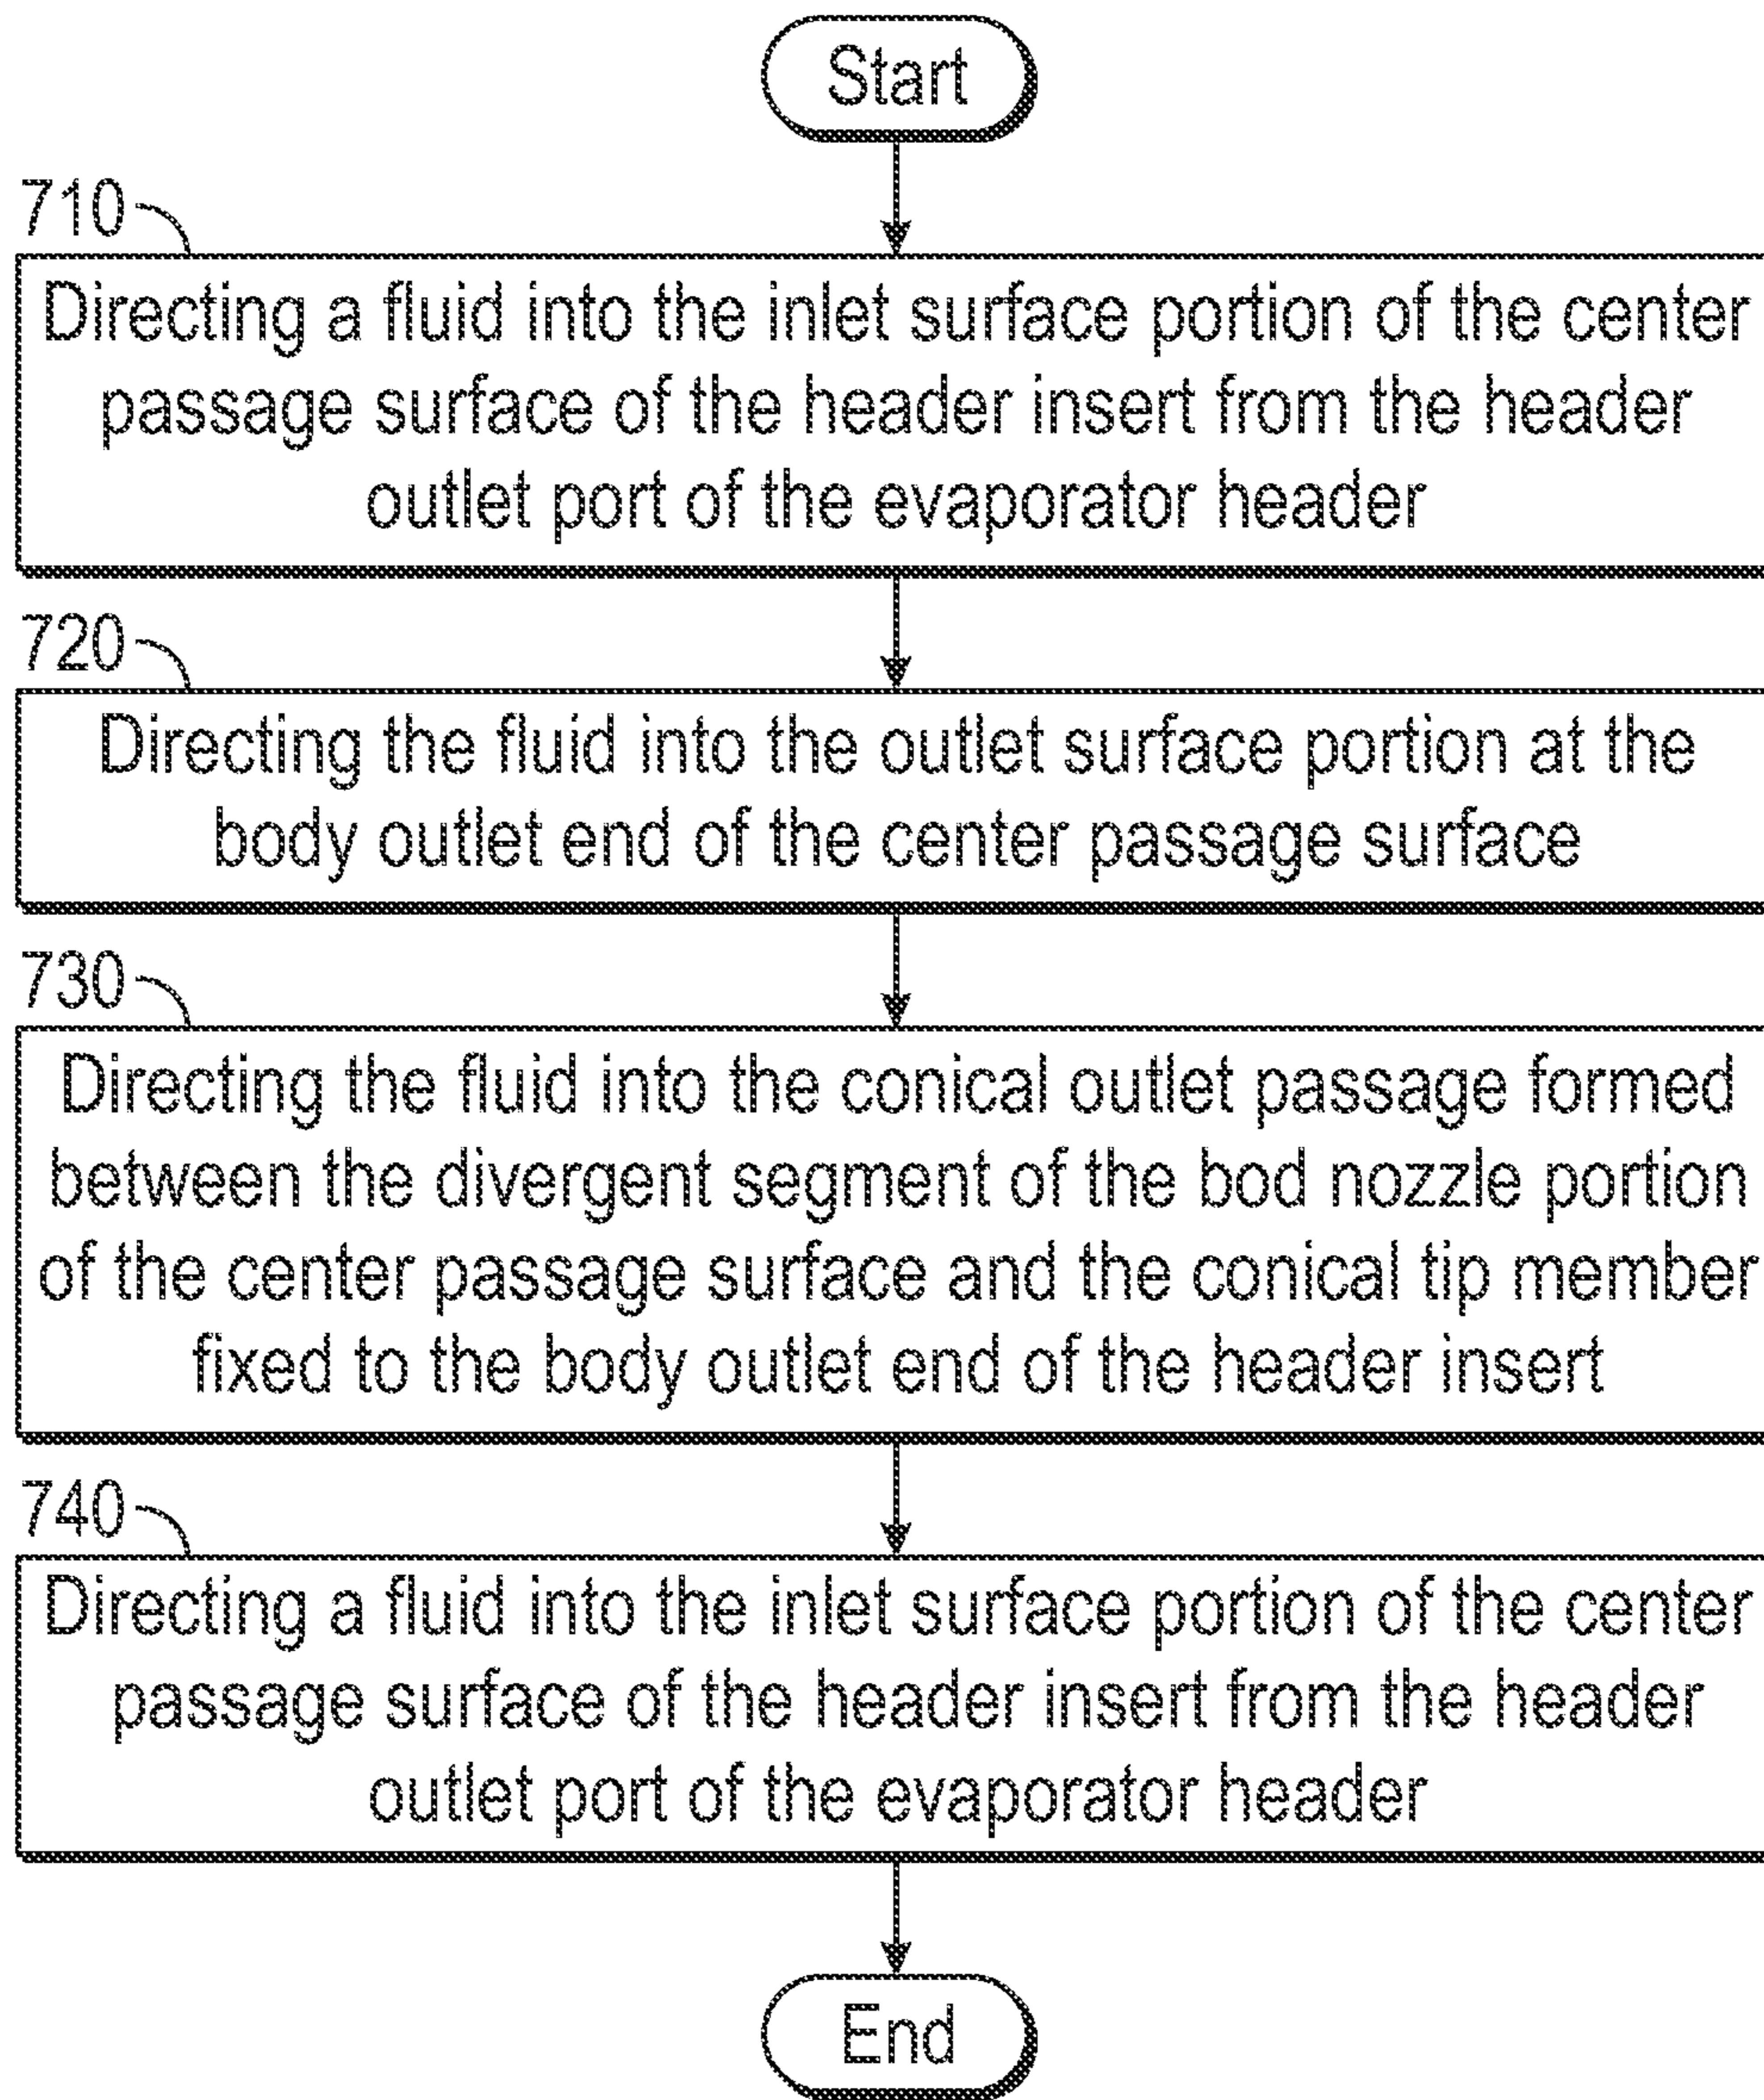 Start
710
Directing a fluid into the inlet surface portion of the center
passage surface of the header insert from the header
outlet port of the evaporator header
720
Directing the fluid into the outlet surface portion at the
body outlet end of the center passage surface
730
Directing the fluid into the conical outlet passage formed
between the divergent segment of the bod nozzle portion
of the center passage surface and the conical tip member
fixed to the body outlet end of the header insert
740
Directing a fluid into the inlet surface portion of the center
passage surface of the header insert from the header
outlet port of the evaporator header
End